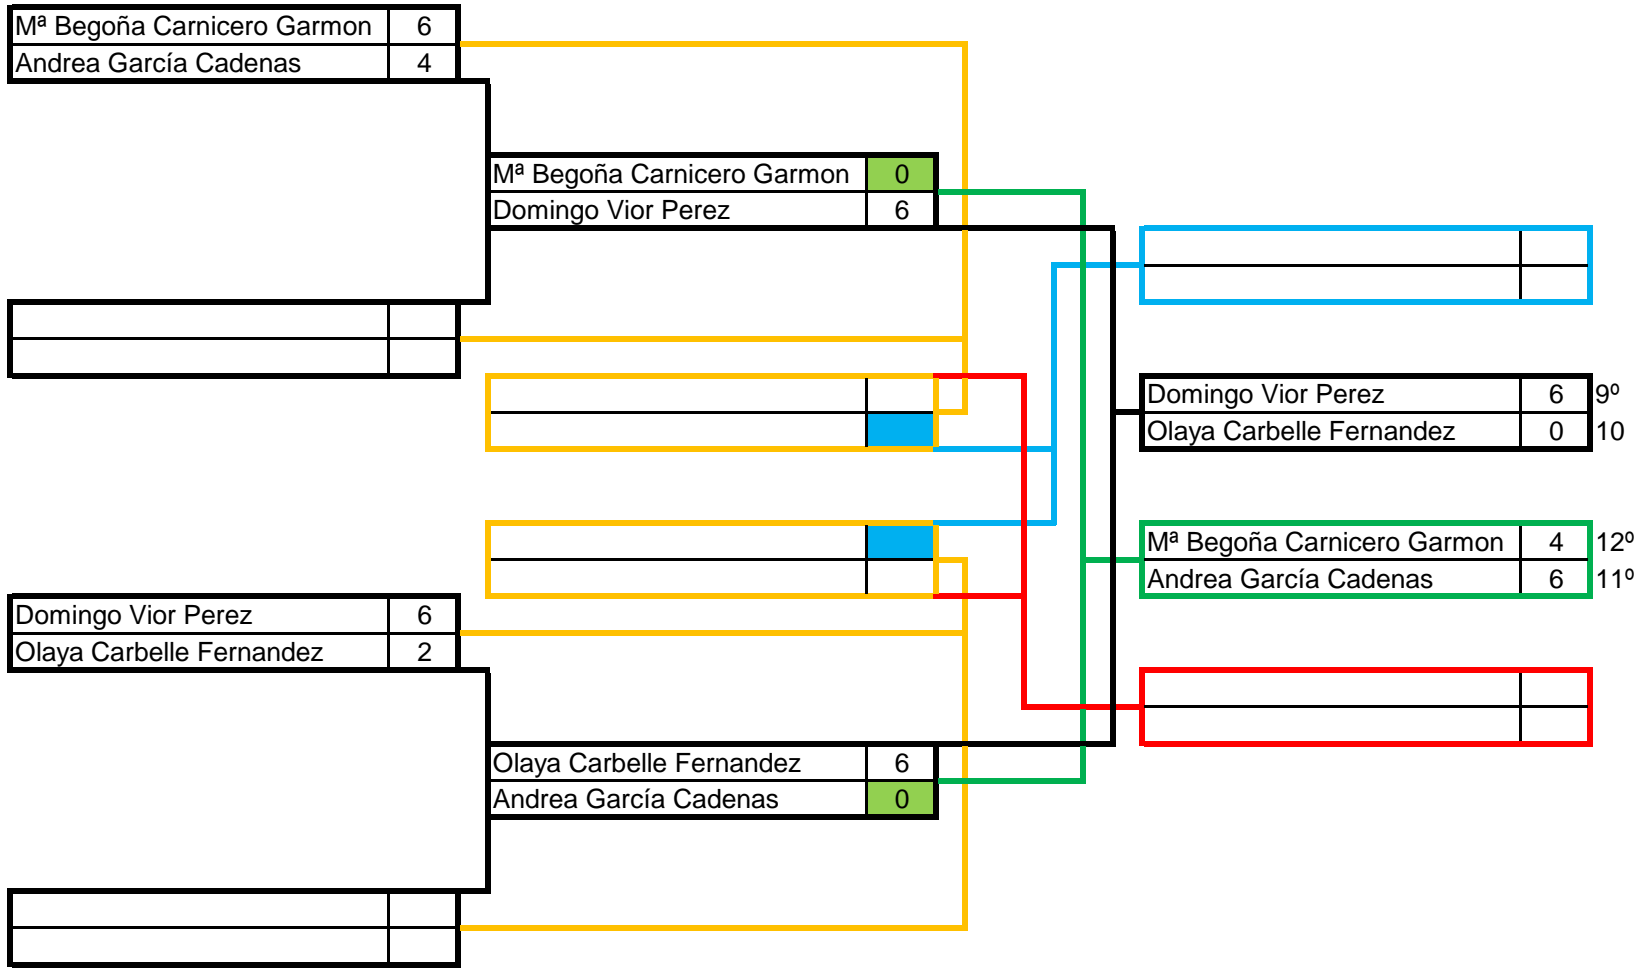 Mª Begoña Carnicero Garmon 6
Andrea García Cadenas 4
Mª Begoña Carnicero Garmon 0
Domingo Vior Perez 6
Domingo Vior Perez 6 9º
Olaya Carbelle Fernandez 0 10
Mª Begoña Carnicero Garmon 4 12º
Andrea García Cadenas 6 11º
Domingo Vior Perez 6
Olaya Carbelle Fernandez 2
Olaya Carbelle Fernandez 6
Andrea García Cadenas 0